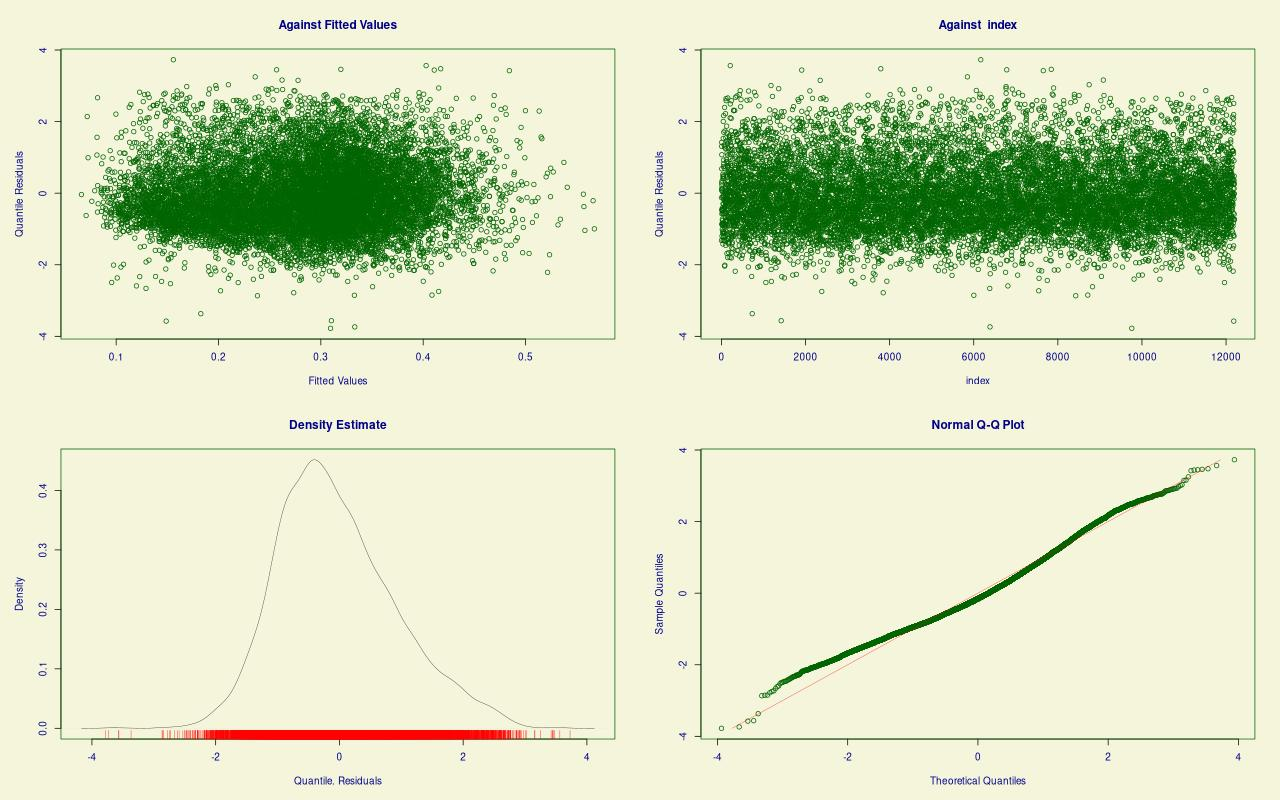 Against Fitted Values
Quantile Residuals
4
2
0
-2
-4
0.1 0.2 0.3 0.4 0.5
Fitted Values
Against index
Quantile Residuals
4
2
0
-2
-4
0 2000 4000 6000 8000 10000 12000
index
Density Estimate
Density
0.4
0.3
0.2
0.1
0.0
-4 -2 0 2 4
Quantile. Residuals
Normal Q-Q Plot
Sample Quantiles
4
2
0
-2
-4
-4 -2 0 2 4
Theoretical Quantiles